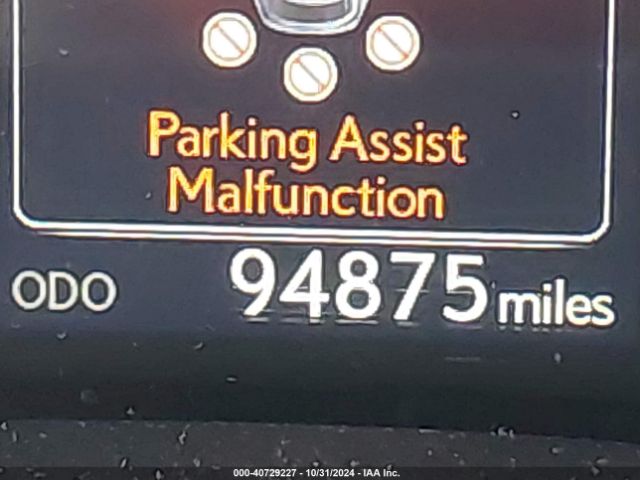 Parking Assist
Malfunction
ODO 94875 miles
000-40729227 - 10/31/2024 - IAA Inc.